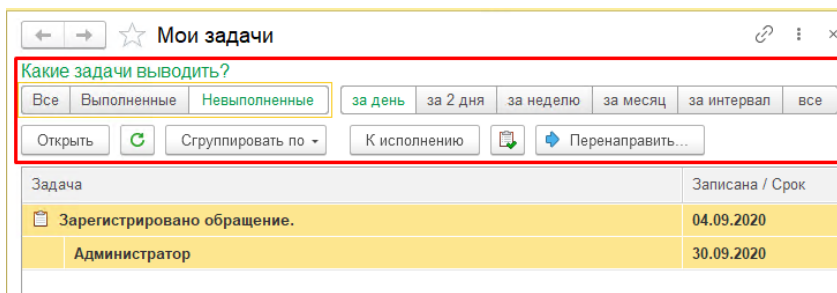 Мои задачи
Какие задачи выводить?
Все Выполненные Невыполненные за день за 2 дня за неделю за месяц за интервал все
Открыть Сгруппировать по К исполнению Перенаправить...
Задача Записана / Срок
Зарегистрировано обращение. 04.09.2020
Администратор 30.09.2020